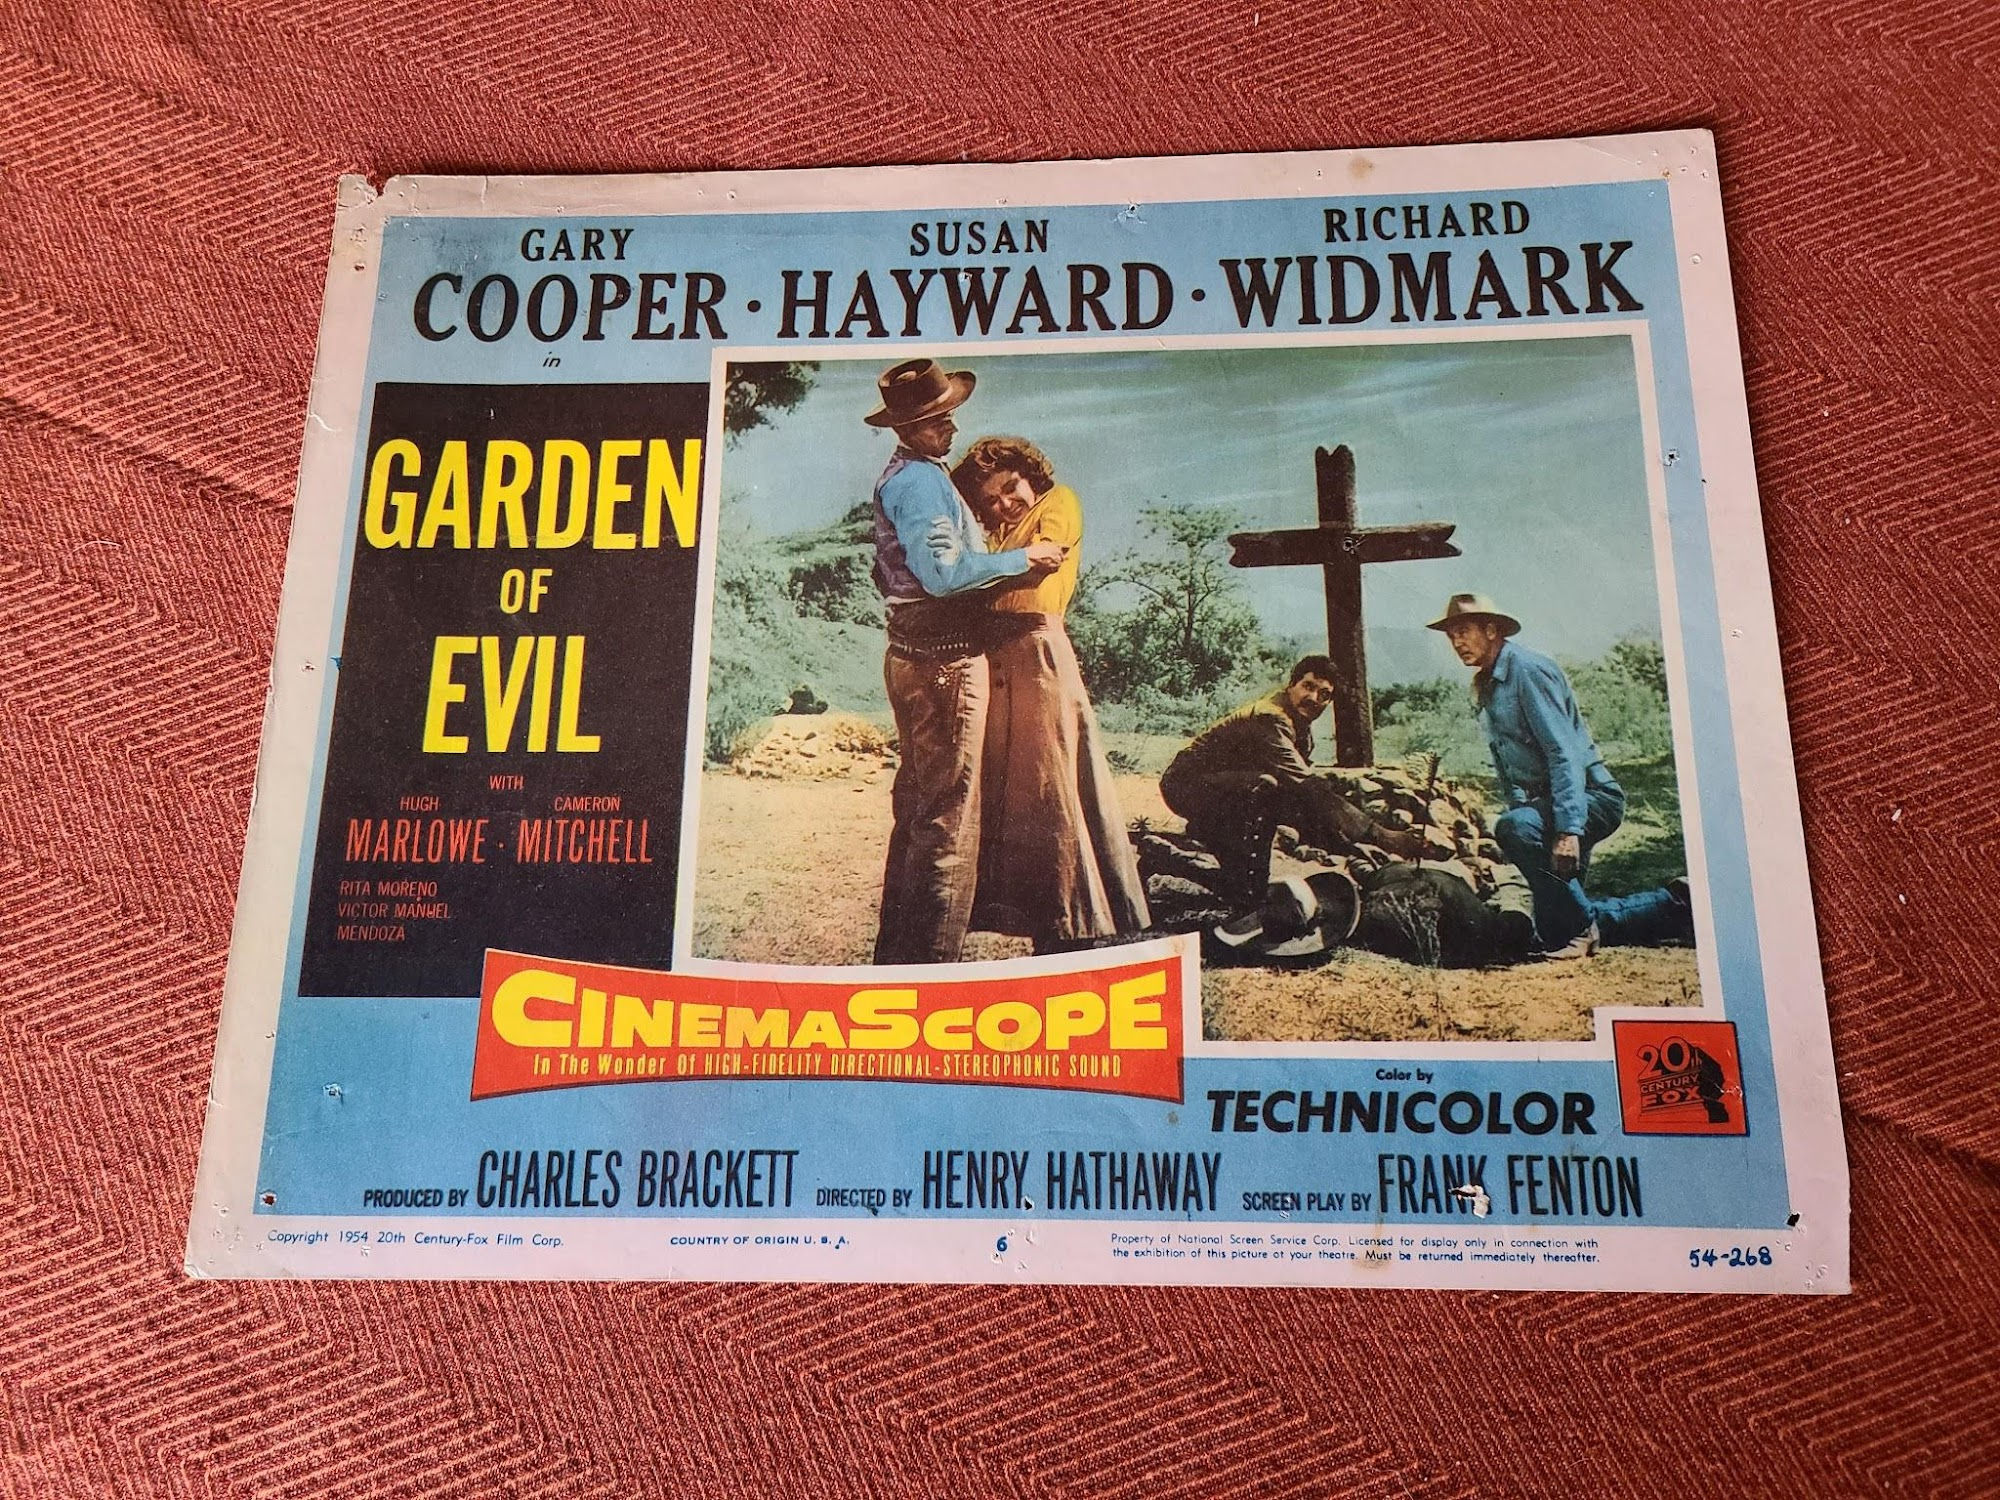 GARY SUSAN RICHARD
COOPER · HAYWARD · WIDMARK
in
GARDEN
OF
EVIL
WITH
HUGH CAMERON
MARLOWE · MITCHELL
RITA MORENO
VICTOR MANUEL
MENDOZA
CINEMASCOPE
In The Wonder Of HIGH-FIDELITY DIRECTIONAL-STEREOPHONIC SOUND
Color by
TECHNICOLOR
20th
CENTURY
FOX
PRODUCED BY CHARLES BRACKETT DIRECTED BY HENRY HATHAWAY SCREEN PLAY BY FRANK FENTON
Copyright 1954 20th Century-Fox Film Corp.
COUNTRY OF ORIGIN U. S. A.
6
Property of National Screen Service Corp. Licensed for display only in connection with
the exhibition of this picture at your theatre. Must be returned immediately thereafter.
54-268